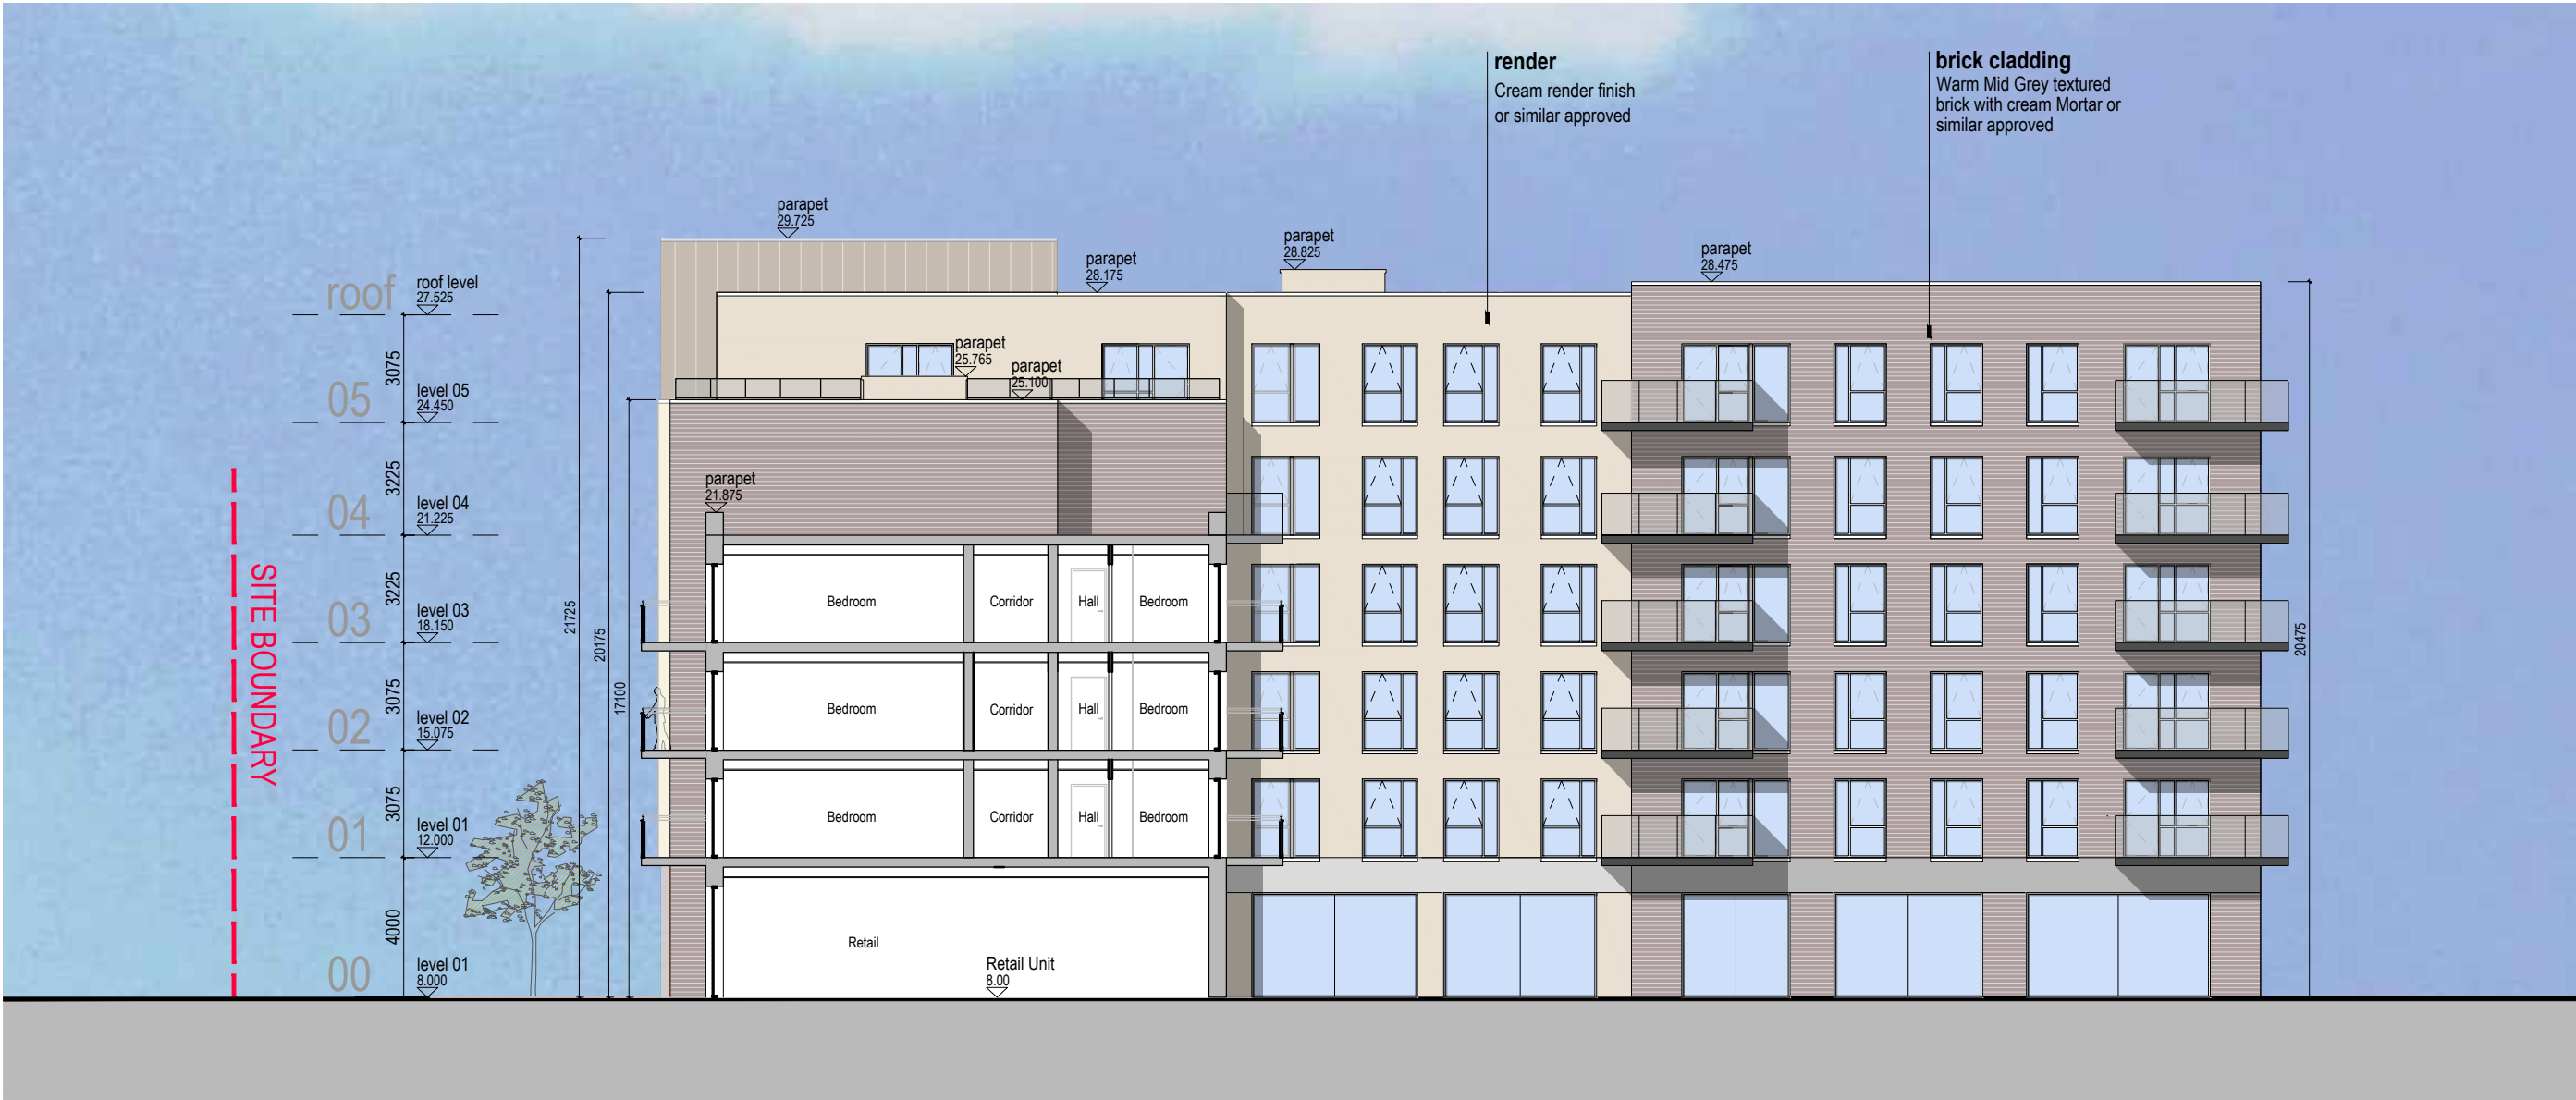 render
Cream render finish
or similar approved
brick cladding
Warm Mid Grey textured
brick with cream Mortar or
similar approved
parapet
29.725
parapet
28.175
parapet
28.825
parapet
28.475
parapet
25.765
parapet
25.100
parapet
21.875
roof
roof level
27.525
3075
05
level 05
24.450
3225
04
level 04
21.225
3225
03
level 03
18.150
3075
02
level 02
15.075
3075
01
level 01
12.000
4000
00
level 01
8.000
SITE BOUNDARY
21725
20175
17100
20475
Bedroom
Corridor
Hall
Bedroom
Bedroom
Corridor
Hall
Bedroom
Bedroom
Corridor
Hall
Bedroom
Retail
Retail Unit
8.00